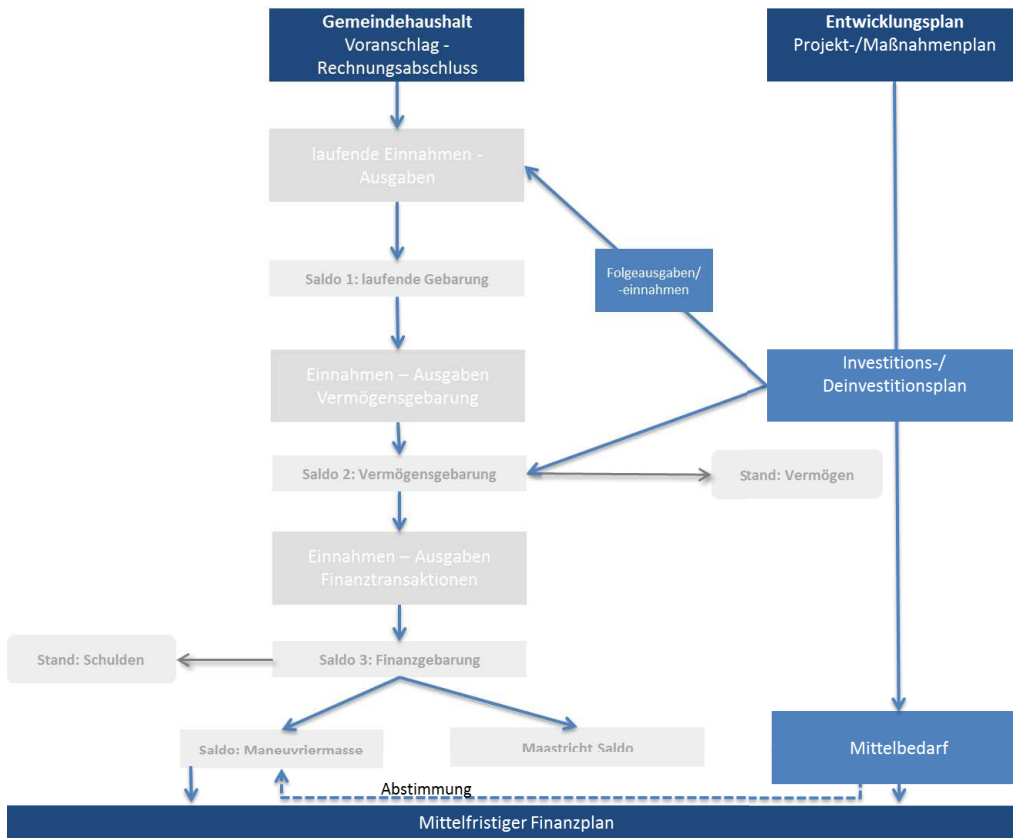 Gemeindehaushalt
Voranschlag -
Rechnungsabschluss
Entwicklungsplan
Projekt-/Maßnahmenplan
laufende Einnahmen -
Ausgaben
Saldo 1: laufende Gebarung
Folgeausgaben/
-einnahmen
Einnahmen – Ausgaben
Vermögensgebarung
Investitions-/
Deinvestitionsplan
Saldo 2: Vermögensgebarung
Stand: Vermögen
Einnahmen – Ausgaben
Finanztransaktionen
Stand: Schulden
Saldo 3: Finanzgebarung
Saldo: Maneuvriermasse
Maastricht Saldo
Mittelbedarf
Abstimmung
Mittelfristiger Finanzplan